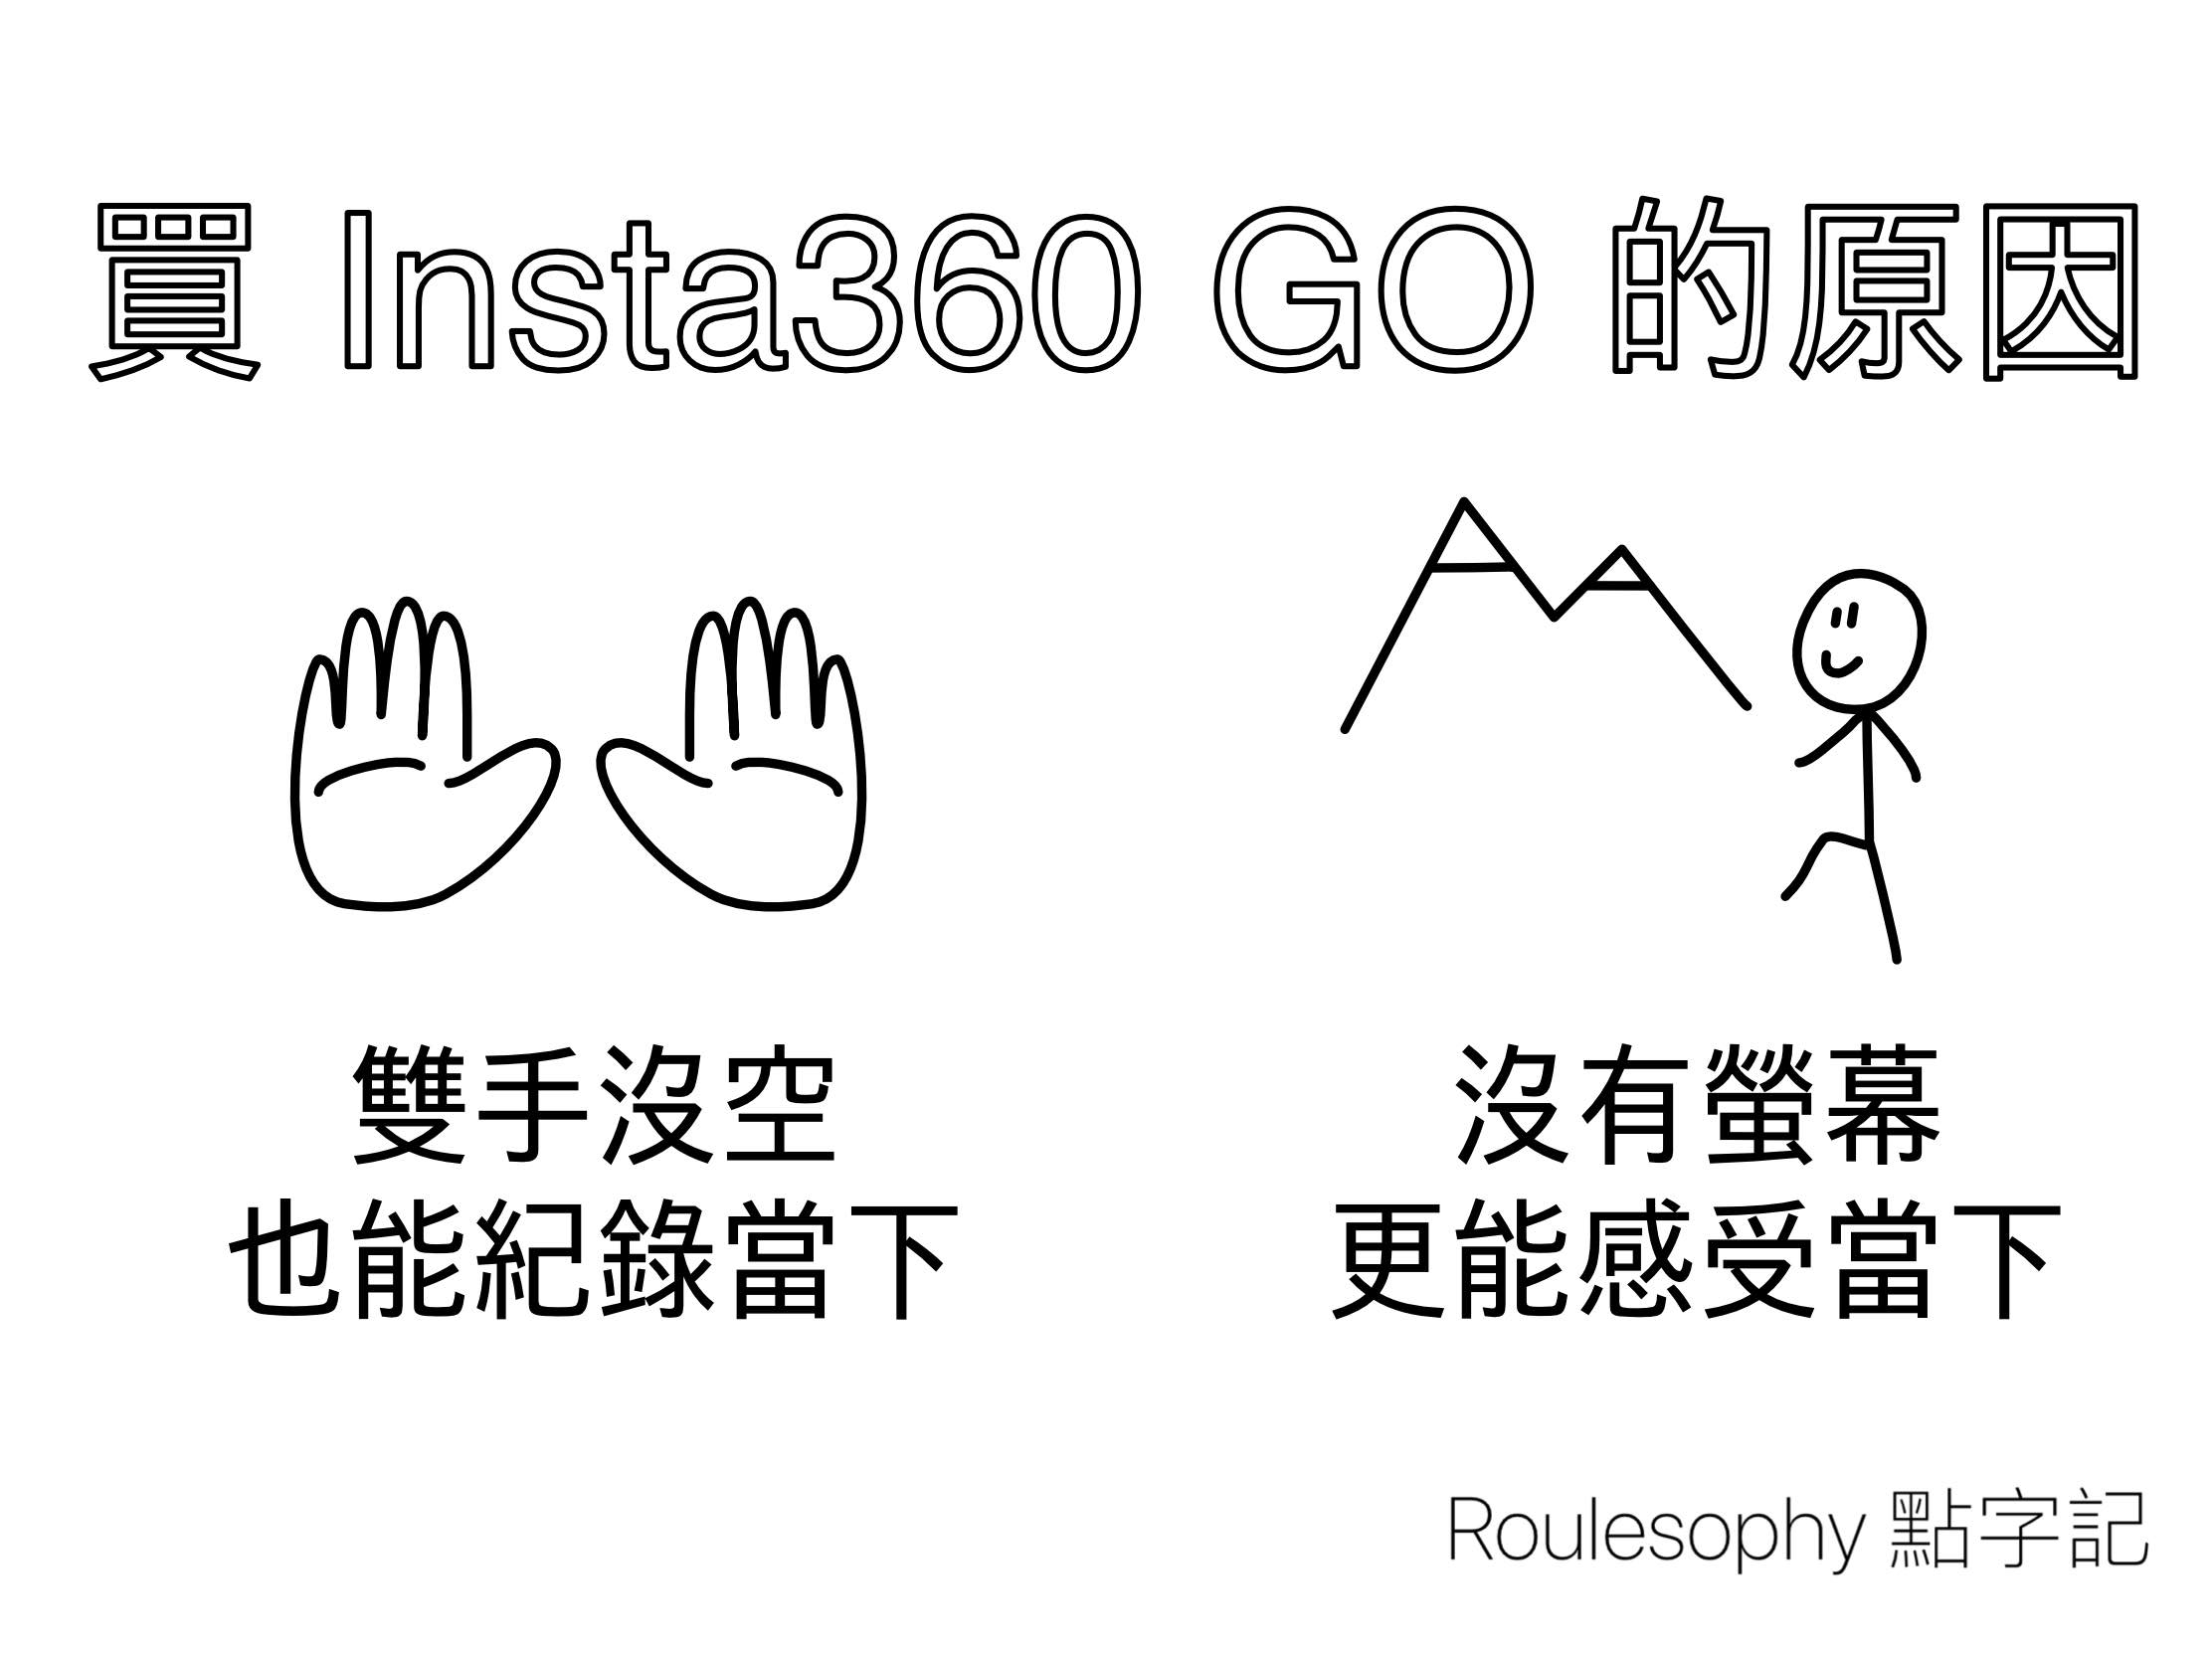 買 Insta360 GO 的原因
雙手沒空
也能紀錄當下
沒有螢幕
更能感受當下
Roulesophy 點字記